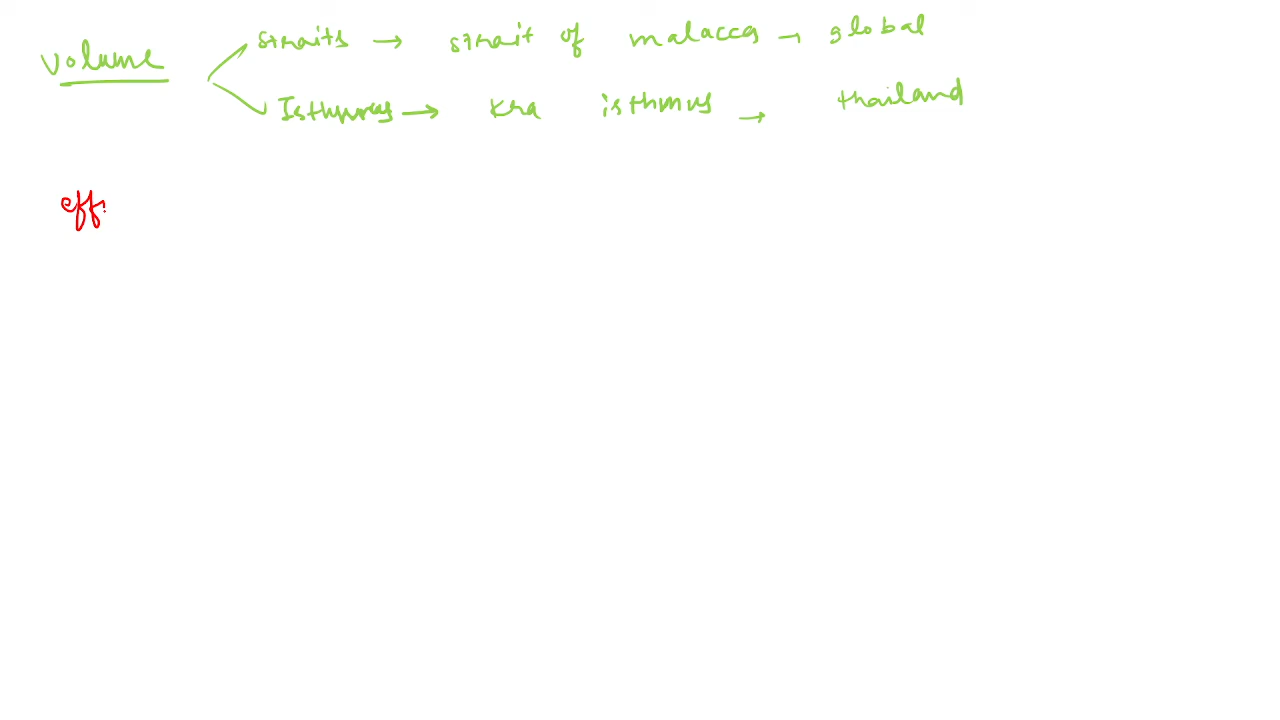 volume
straits → strait of malacca → global
Isthmus → kra isthmus → thailand
eff